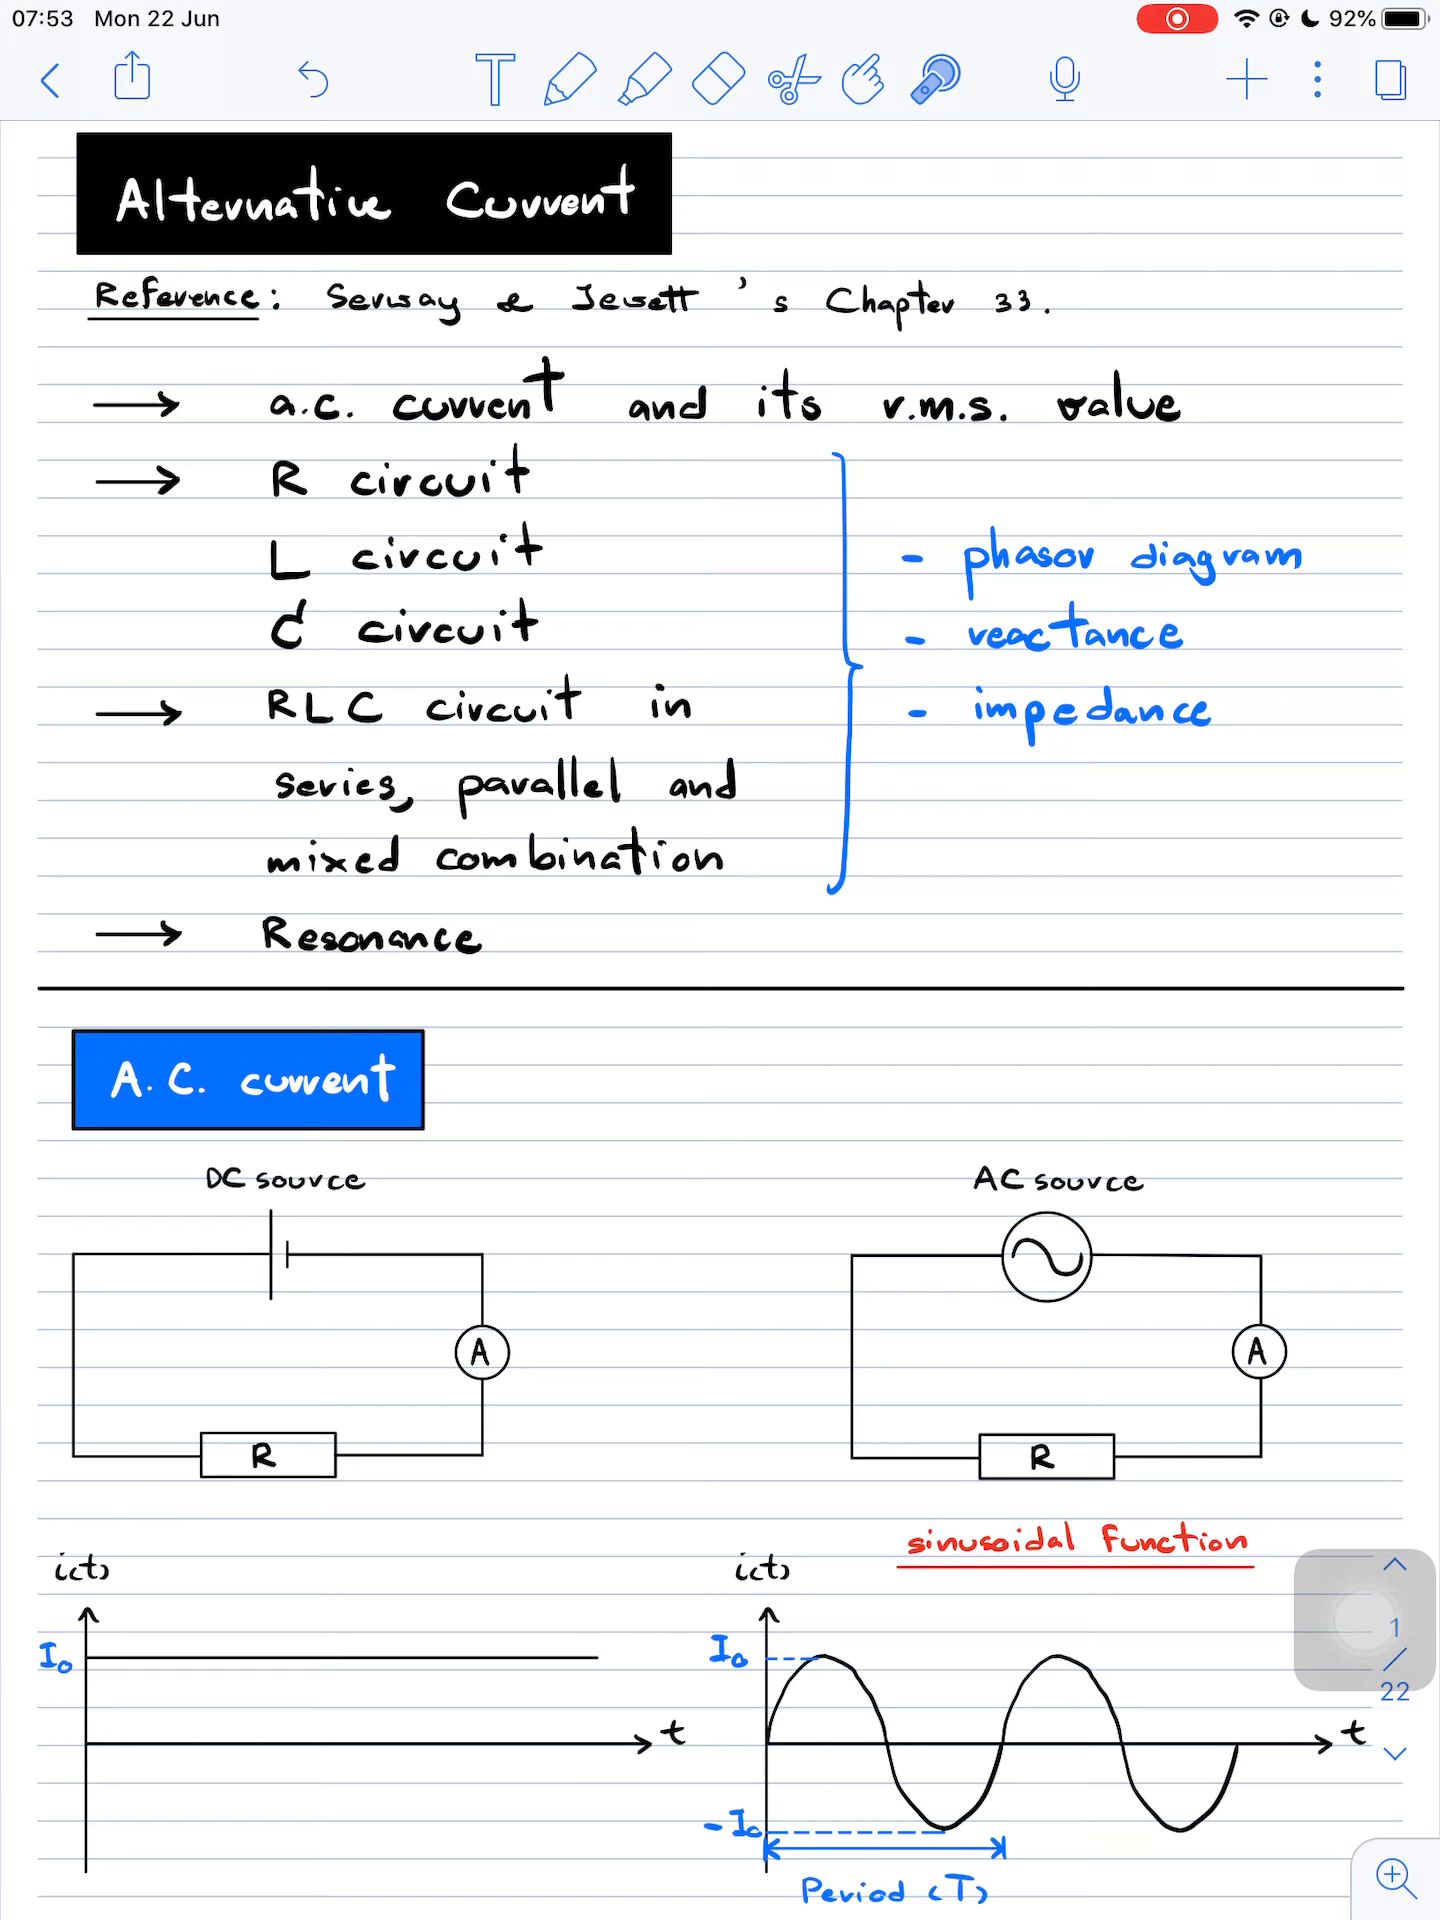 07:53 Mon 22 Jun 92%
Alternative Current
Reference: Serway & Jewett's Chapter 33.
→ a.c. current and its r.m.s. value
→ R circuit
L circuit
C circuit
→ RLC circuit in
series, parallel and
mixed combination
- phasor diagram
- reactance
- impedance
→ Resonance
A.C. current
DC source
A
R
AC source
A
R
i(t)
I₀
t
sinusoidal function
i(t)
I₀
t
-I₀
Period (T)
1
/
22